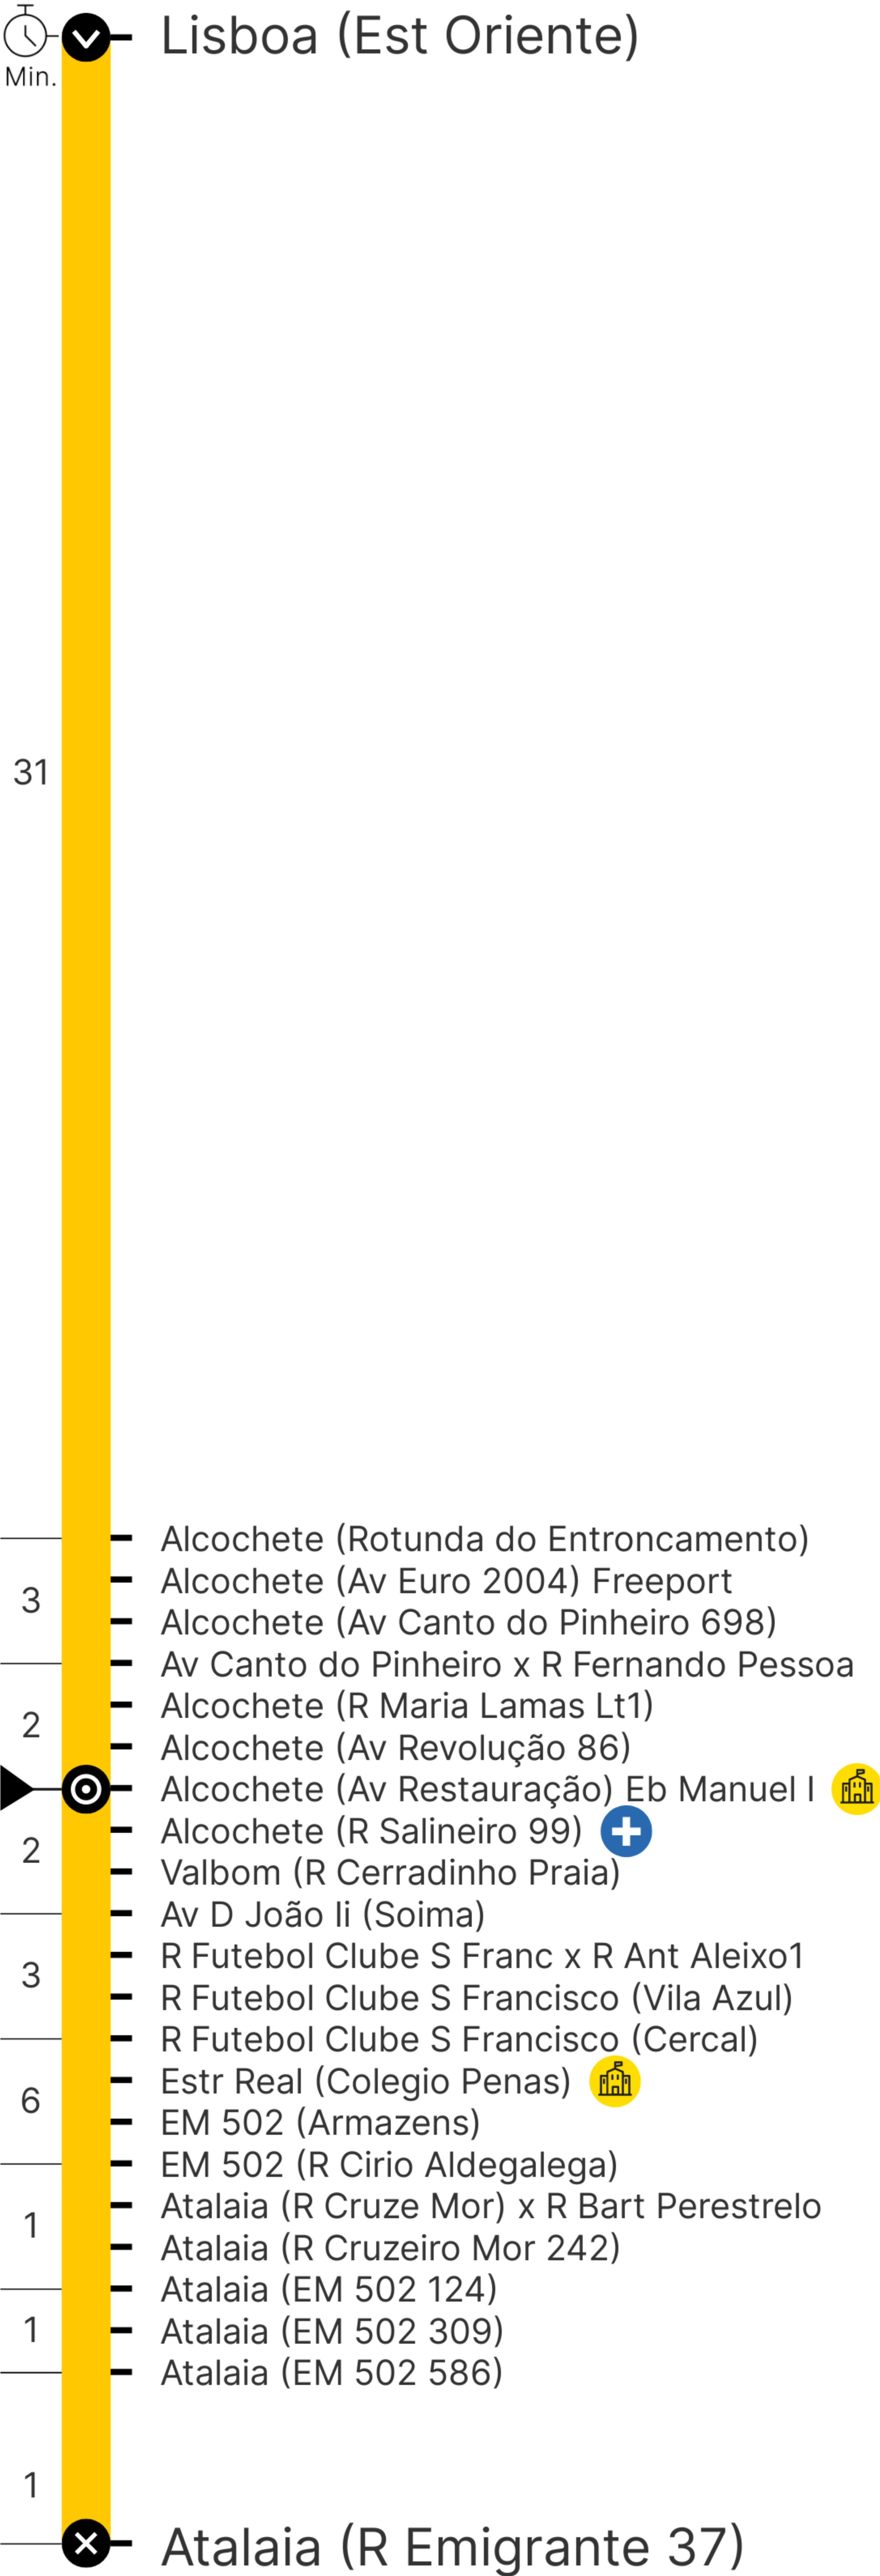 Lisboa (Est Oriente)
Min.
31
Alcochete (Rotunda do Entroncamento)
Alcochete (Av Euro 2004) Freeport
3
Alcochete (Av Canto do Pinheiro 698)
Av Canto do Pinheiro x R Fernando Pessoa
Alcochete (R Maria Lamas Lt1)
2
Alcochete (Av Revolução 86)
Alcochete (Av Restauração) Eb Manuel I
Alcochete (R Salineiro 99)
2
Valbom (R Cerradinho Praia)
Av D João Ii (Soima)
R Futebol Clube S Franc x R Ant Aleixo1
3
R Futebol Clube S Francisco (Vila Azul)
R Futebol Clube S Francisco (Cercal)
Estr Real (Colegio Penas)
6
EM 502 (Armazens)
EM 502 (R Cirio Aldegalega)
Atalaia (R Cruze Mor) x R Bart Perestrelo
1
Atalaia (R Cruzeiro Mor 242)
Atalaia (EM 502 124)
1
Atalaia (EM 502 309)
Atalaia (EM 502 586)
1
Atalaia (R Emigrante 37)